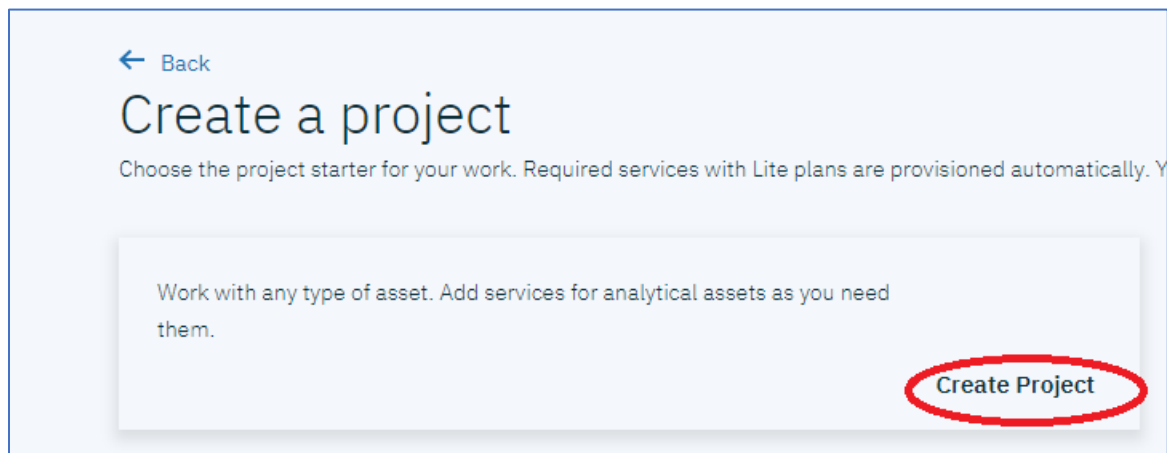 ← Back
Create a project
Choose the project starter for your work. Required services with Lite plans are provisioned automatically. Y
Work with any type of asset. Add services for analytical assets as you need
them.
Create Project